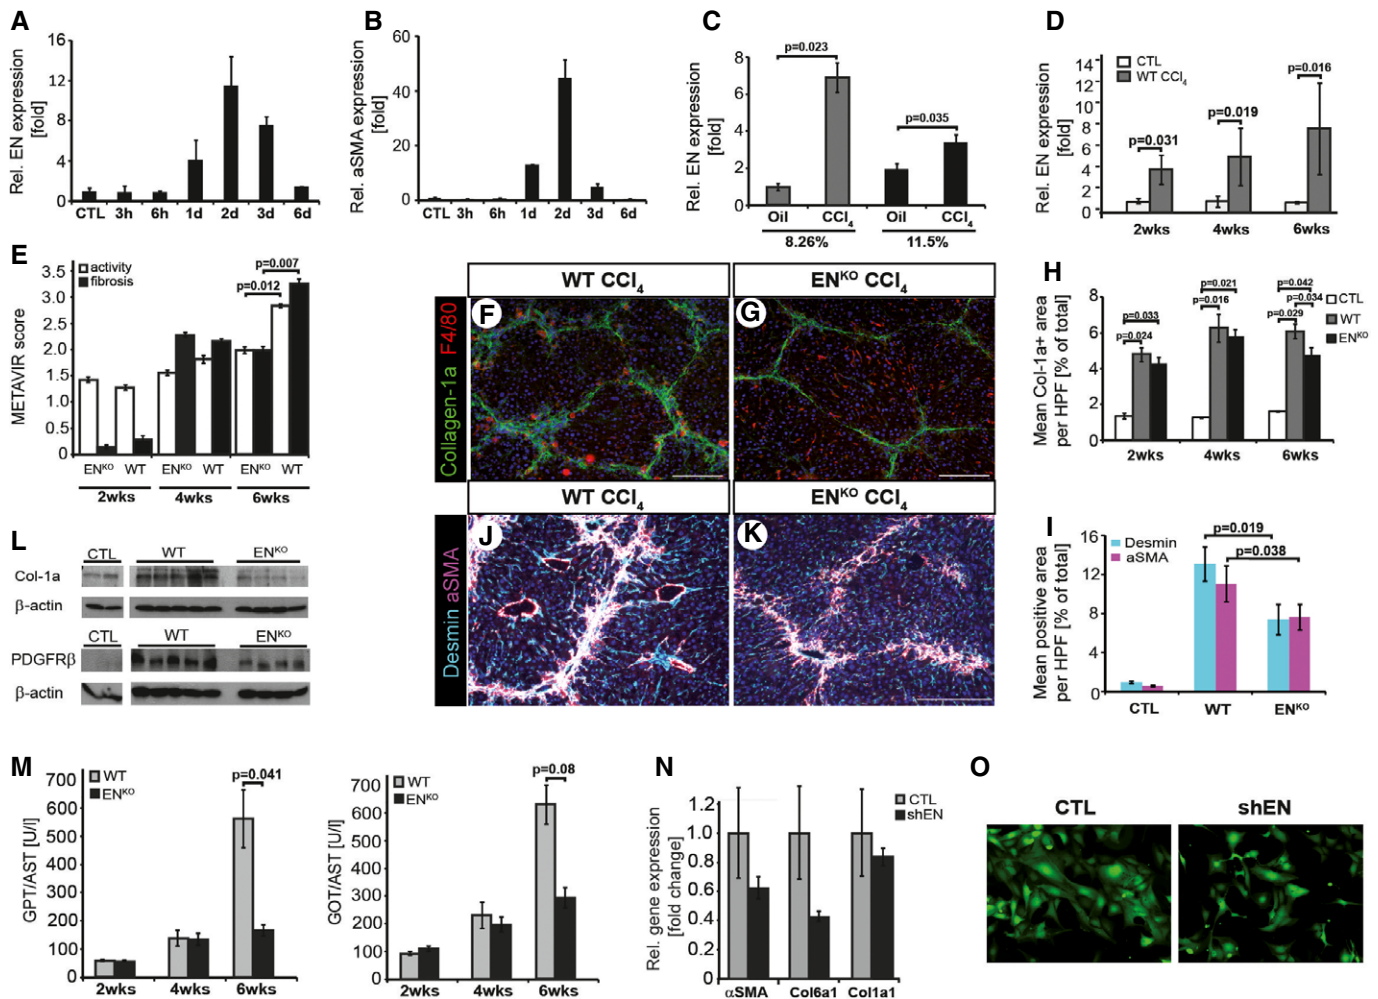 A
Rel. EN expression
[fold]
16
12
8
4
0
CTL 3h 6h 1d 2d 3d 6d
B
Rel. aSMA expression
[fold]
60
40
20
0
CTL 3h 6h 1d 2d 3d 6d
C
Rel. EN expression
[fold]
8
6
4
2
0
p=0.023
p=0.035
Oil CCl4 Oil CCl4
8.26% 11.5%
D
Rel. EN expression
[fold]
14
12
10
8
6
4
2
0
CTL
WT CCl4
p=0.031
p=0.019
p=0.016
2wks 4wks 6wks
E
METAVIR score
3.5
3.0
2.5
2.0
1.5
1.0
0.5
0
activity
fibrosis
p=0.007
p=0.012
ENKO WT ENKO WT ENKO WT
2wks 4wks 6wks
WT CCl4
ENKO CCl4
Collagen-1a F4/80
F
G
H
Mean Col-1a+ area
per HPF [% of total]
8
6
4
2
0
p=0.033
p=0.024
p=0.021
p=0.016
p=0.042
p=0.034
p=0.029
CTL
WT
ENKO
2wks 4wks 6wks
WT CCl4
ENKO CCl4
Desmin aSMA
J
K
I
Mean positive area
per HPF [% of total]
16
12
8
4
0
Desmin
aSMA
p=0.019
p=0.038
CTL WT ENKO
L
CTL WT ENKO
Col-1a
β-actin
CTL WT ENKO
PDGFRβ
β-actin
M
GPT/AST [U/l]
700
600
500
400
300
200
100
0
WT
ENKO
p=0.041
2wks 4wks 6wks
GOT/AST [U/l]
700
600
500
400
300
200
100
0
WT
ENKO
p=0.08
2wks 4wks 6wks
N
Rel. gene expression
[fold change]
1.2
1
0.8
0.6
0.4
0.2
0
CTL
shEN
αSMA Col6a1 Col1a1
O
CTL
shEN